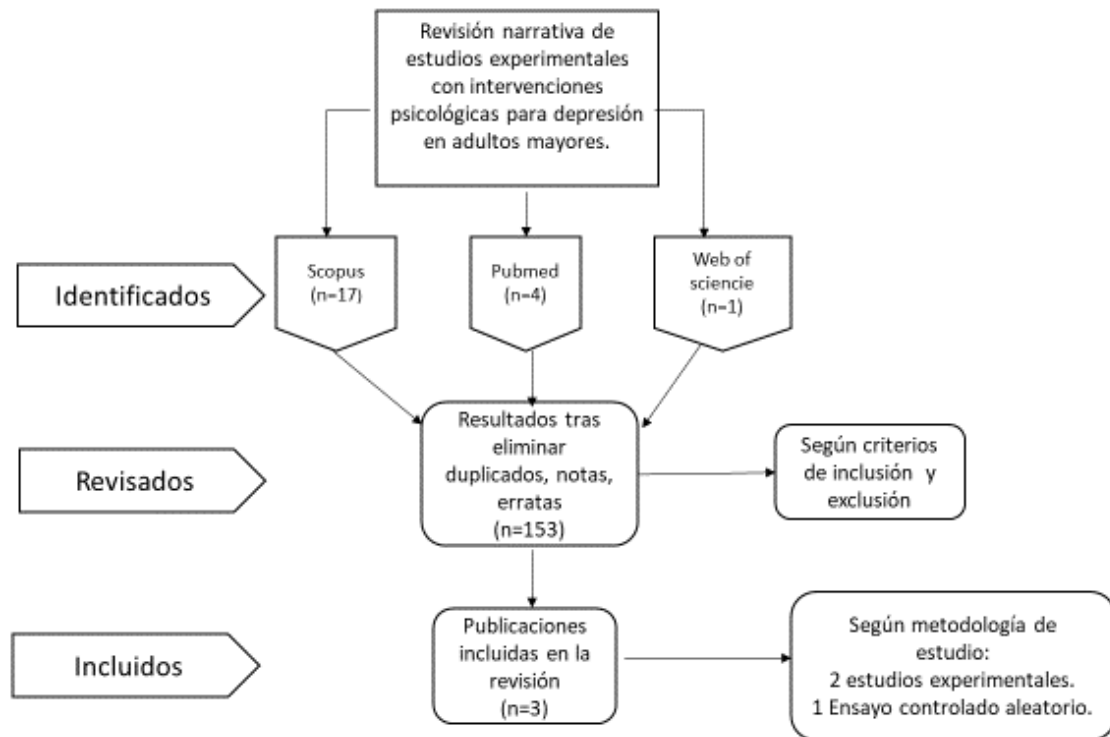 Revisión narrativa de
estudios experimentales
con intervenciones
psicológicas para depresión
en adultos mayores.
Identificados
Scopus
(n=17)
Pubmed
(n=4)
Web of
sciencie
(n=1)
Revisados
Resultados tras
eliminar
duplicados, notas,
erratas
(n=153)
Según criterios
de inclusión y
exclusión
Incluidos
Publicaciones
incluidas en la
revisión
(n=3)
Según metodología de
estudio:
2 estudios experimentales.
1 Ensayo controlado aleatorio.